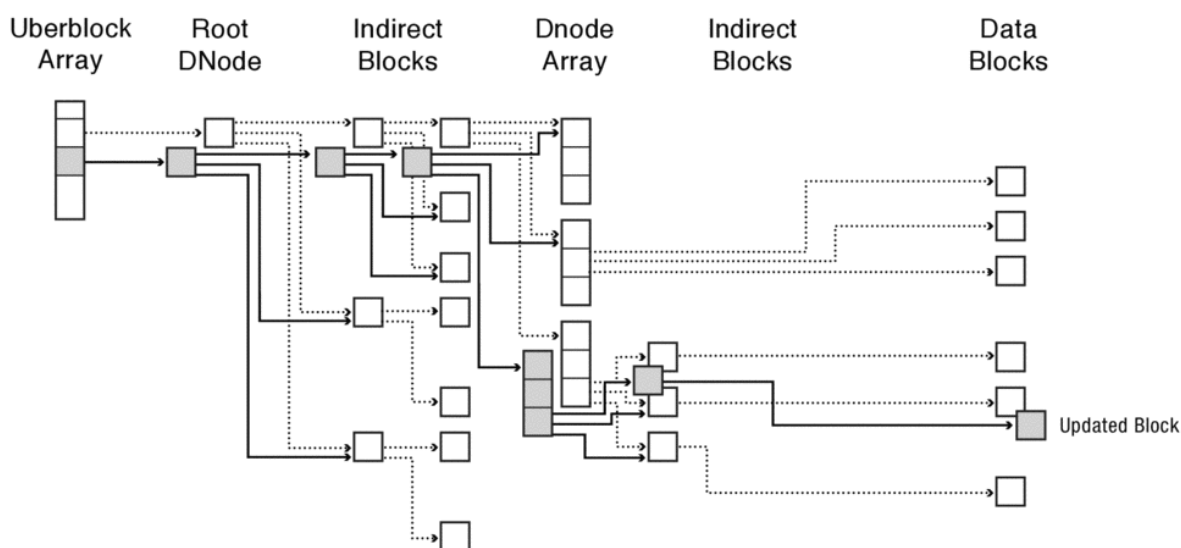 Uberblock
Array
Root
DNode
Indirect
Blocks
Dnode
Array
Indirect
Blocks
Data
Blocks
Updated Block